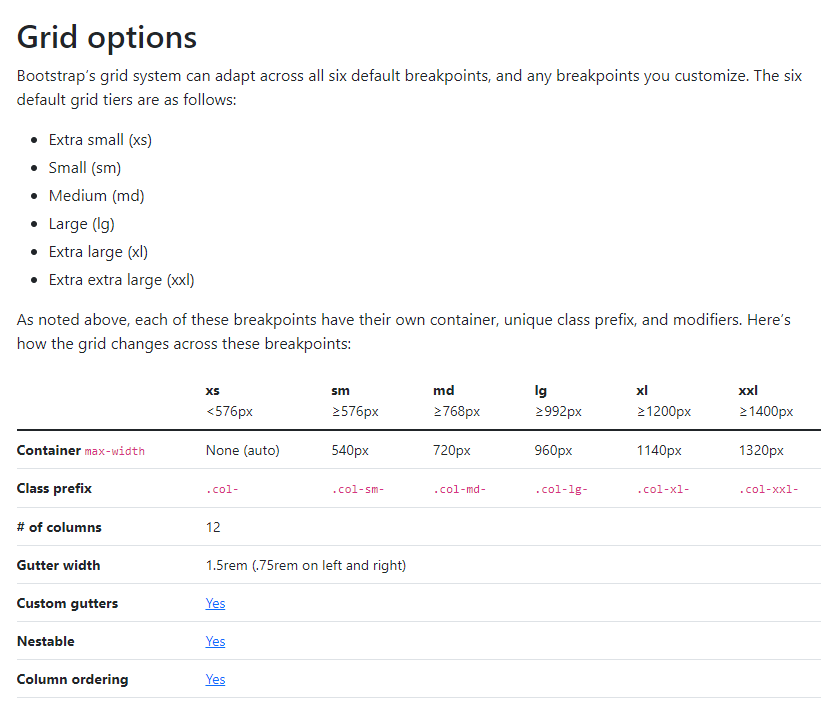 Grid options
Bootstrap’s grid system can adapt across all six default breakpoints, and any breakpoints you customize. The six
default grid tiers are as follows:
• Extra small (xs)
• Small (sm)
• Medium (md)
• Large (lg)
• Extra large (xl)
• Extra extra large (xxl)
As noted above, each of these breakpoints have their own container, unique class prefix, and modifiers. Here’s
how the grid changes across these breakpoints:
xs sm md lg xl xxl
<576px ≥576px ≥768px ≥992px ≥1200px ≥1400px
Container max-width None (auto) 540px 720px 960px 1140px 1320px
Class prefix .col- .col-sm- .col-md- .col-lg- .col-xl- .col-xxl-
# of columns 12
Gutter width 1.5rem (.75rem on left and right)
Custom gutters Yes
Nestable Yes
Column ordering Yes